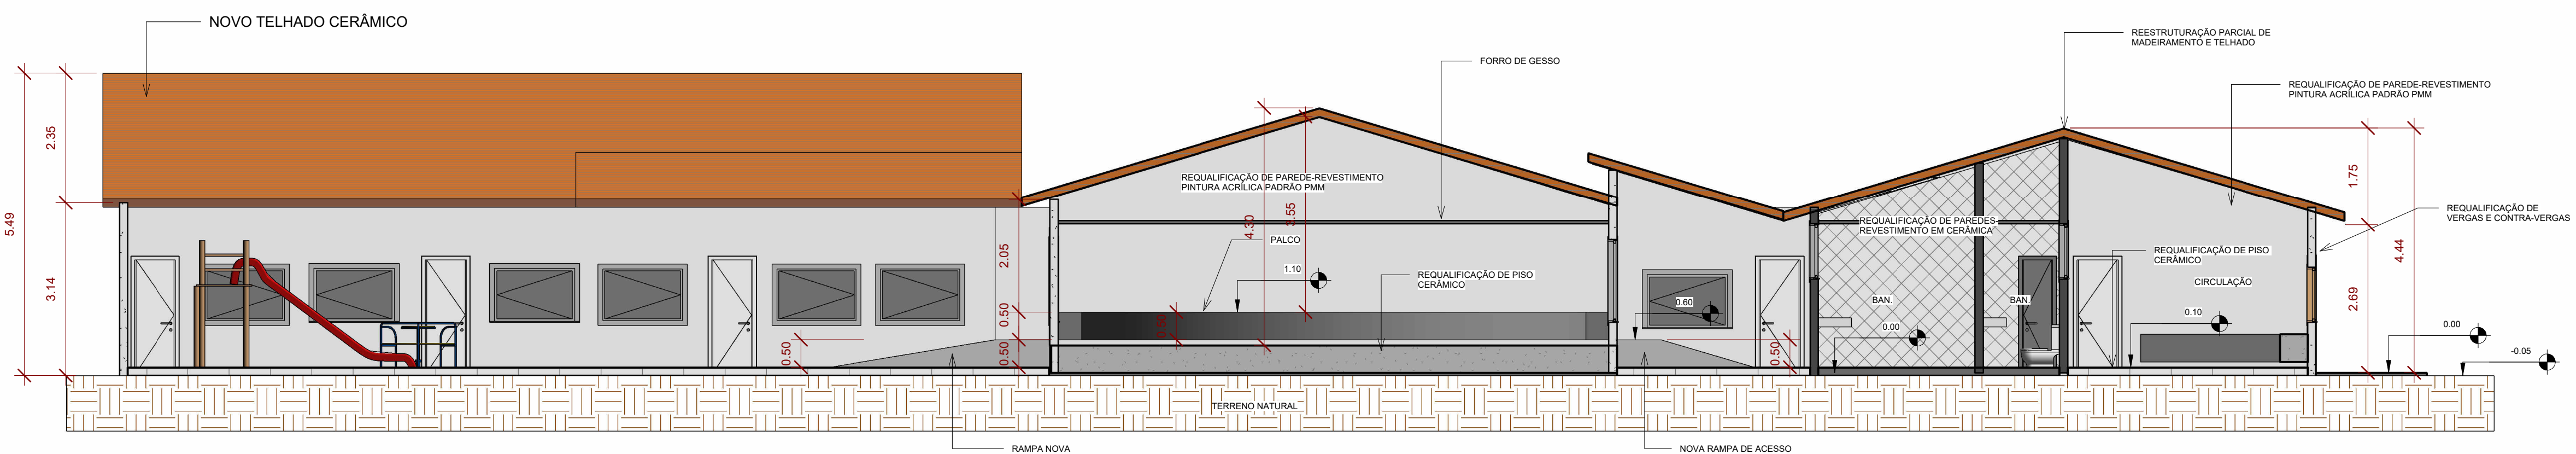 NOVO TELHADO CERÂMICO
REESTRUTURAÇÃO PARCIAL DE
MADEIRAMENTO E TELHADO
FORRO DE GESSO
REQUALIFICAÇÃO DE PAREDE-REVESTIMENTO
PINTURA ACRÍLICA PADRÃO PMM
5.49
2.35
3.14
REQUALIFICAÇÃO DE PAREDE-REVESTIMENTO
PINTURA ACRÍLICA PADRÃO PMM
4.30
3.55
1.75
4.44
2.69
REQUALIFICAÇÃO DE
VERGAS E CONTRA-VERGAS
REQUALIFICAÇÃO DE PAREDES-
REVESTIMENTO EM CERÂMICA
PALCO
2.05
0.50
0.50
0.50
1.10
0.50
REQUALIFICAÇÃO DE PISO
CERÂMICO
REQUALIFICAÇÃO DE PISO
CERÂMICO
CIRCULAÇÃO
0.60
0.50
BAN.
BAN.
0.00
0.10
0.00
-0.05
TERRENO NATURAL
RAMPA NOVA
NOVA RAMPA DE ACESSO